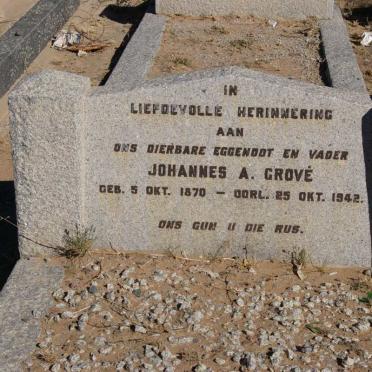 IN
LIEFDEVOLLE HERINNERING
AAN
ONS DIERBARE EGGENOOT EN VADER
JOHANNES A. GROVÉ
GEB. 5 OKT. 1870 – OORL. 25 OKT. 1942.
ONS GUN U DIE RUS.